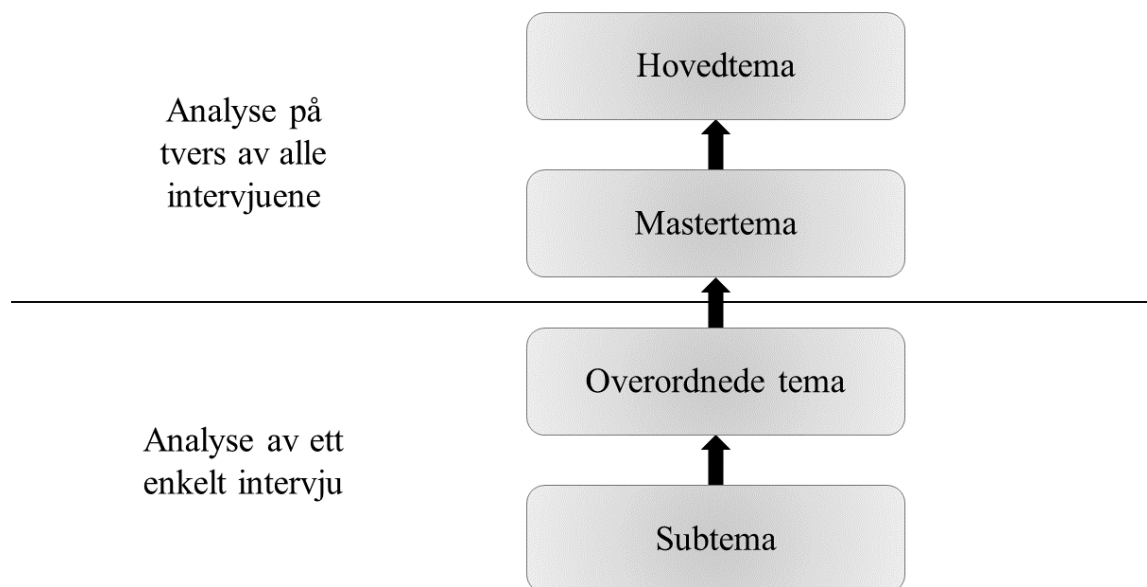 Hovedtema
Analyse på
tvers av alle
intervjuene
Mastertema
Overordnede tema
Analyse av ett
enkelt intervju
Subtema